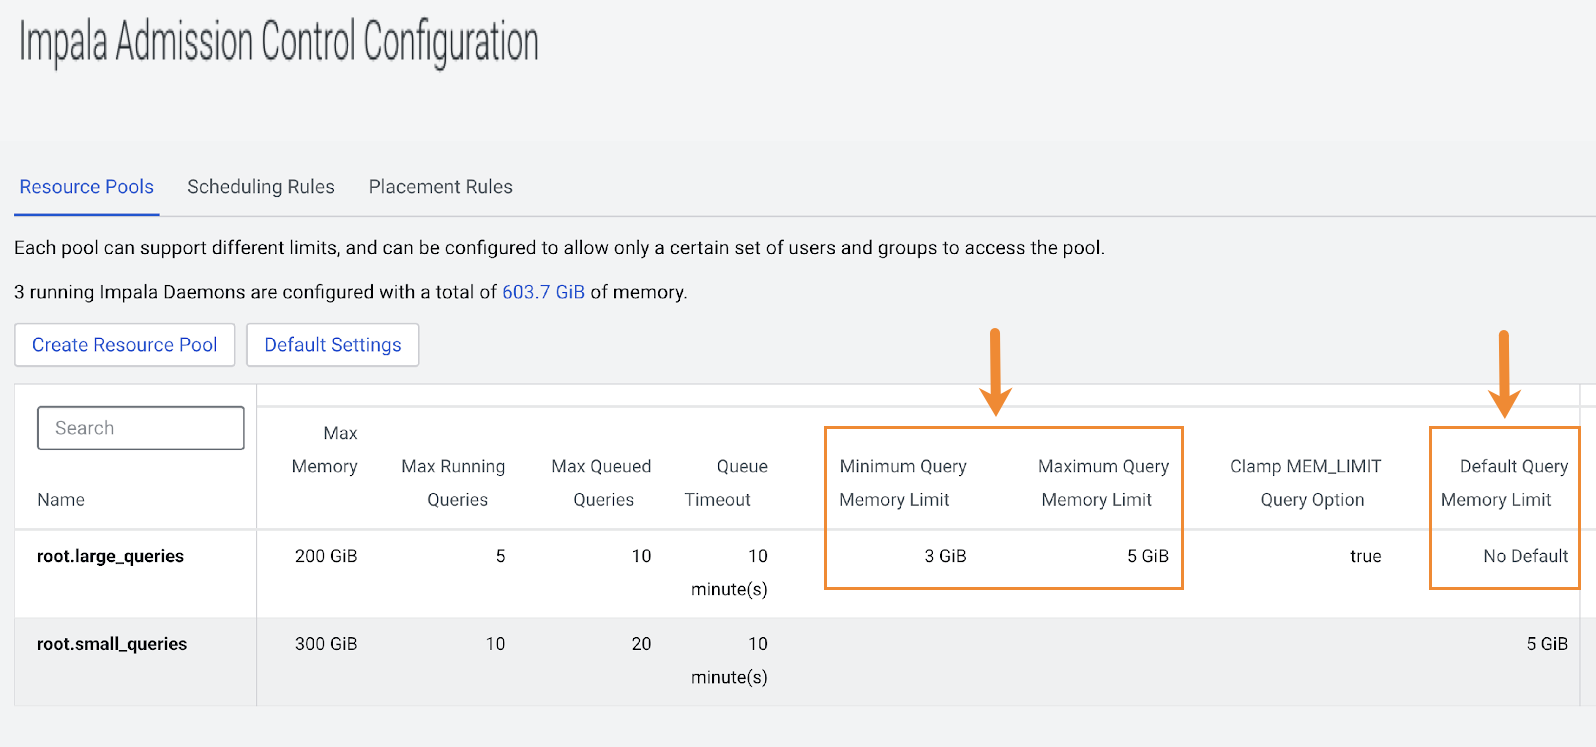 Impala Admission Control Configuration
Resource Pools Scheduling Rules Placement Rules
Each pool can support different limits, and can be configured to allow only a certain set of users and groups to access the pool.
3 running Impala Daemons are configured with a total of 603.7 GiB of memory.
Create Resource Pool Default Settings
Search
Name
Max
Memory
Max Running
Queries
Max Queued
Queries
Queue
Timeout
Minimum Query
Memory Limit
Maximum Query
Memory Limit
Clamp MEM_LIMIT
Query Option
Default Query
Memory Limit
root.large_queries 200 GiB 5 10 10 3 GiB 5 GiB true No Default
minute(s)
root.small_queries 300 GiB 10 20 10 5 GiB
minute(s)